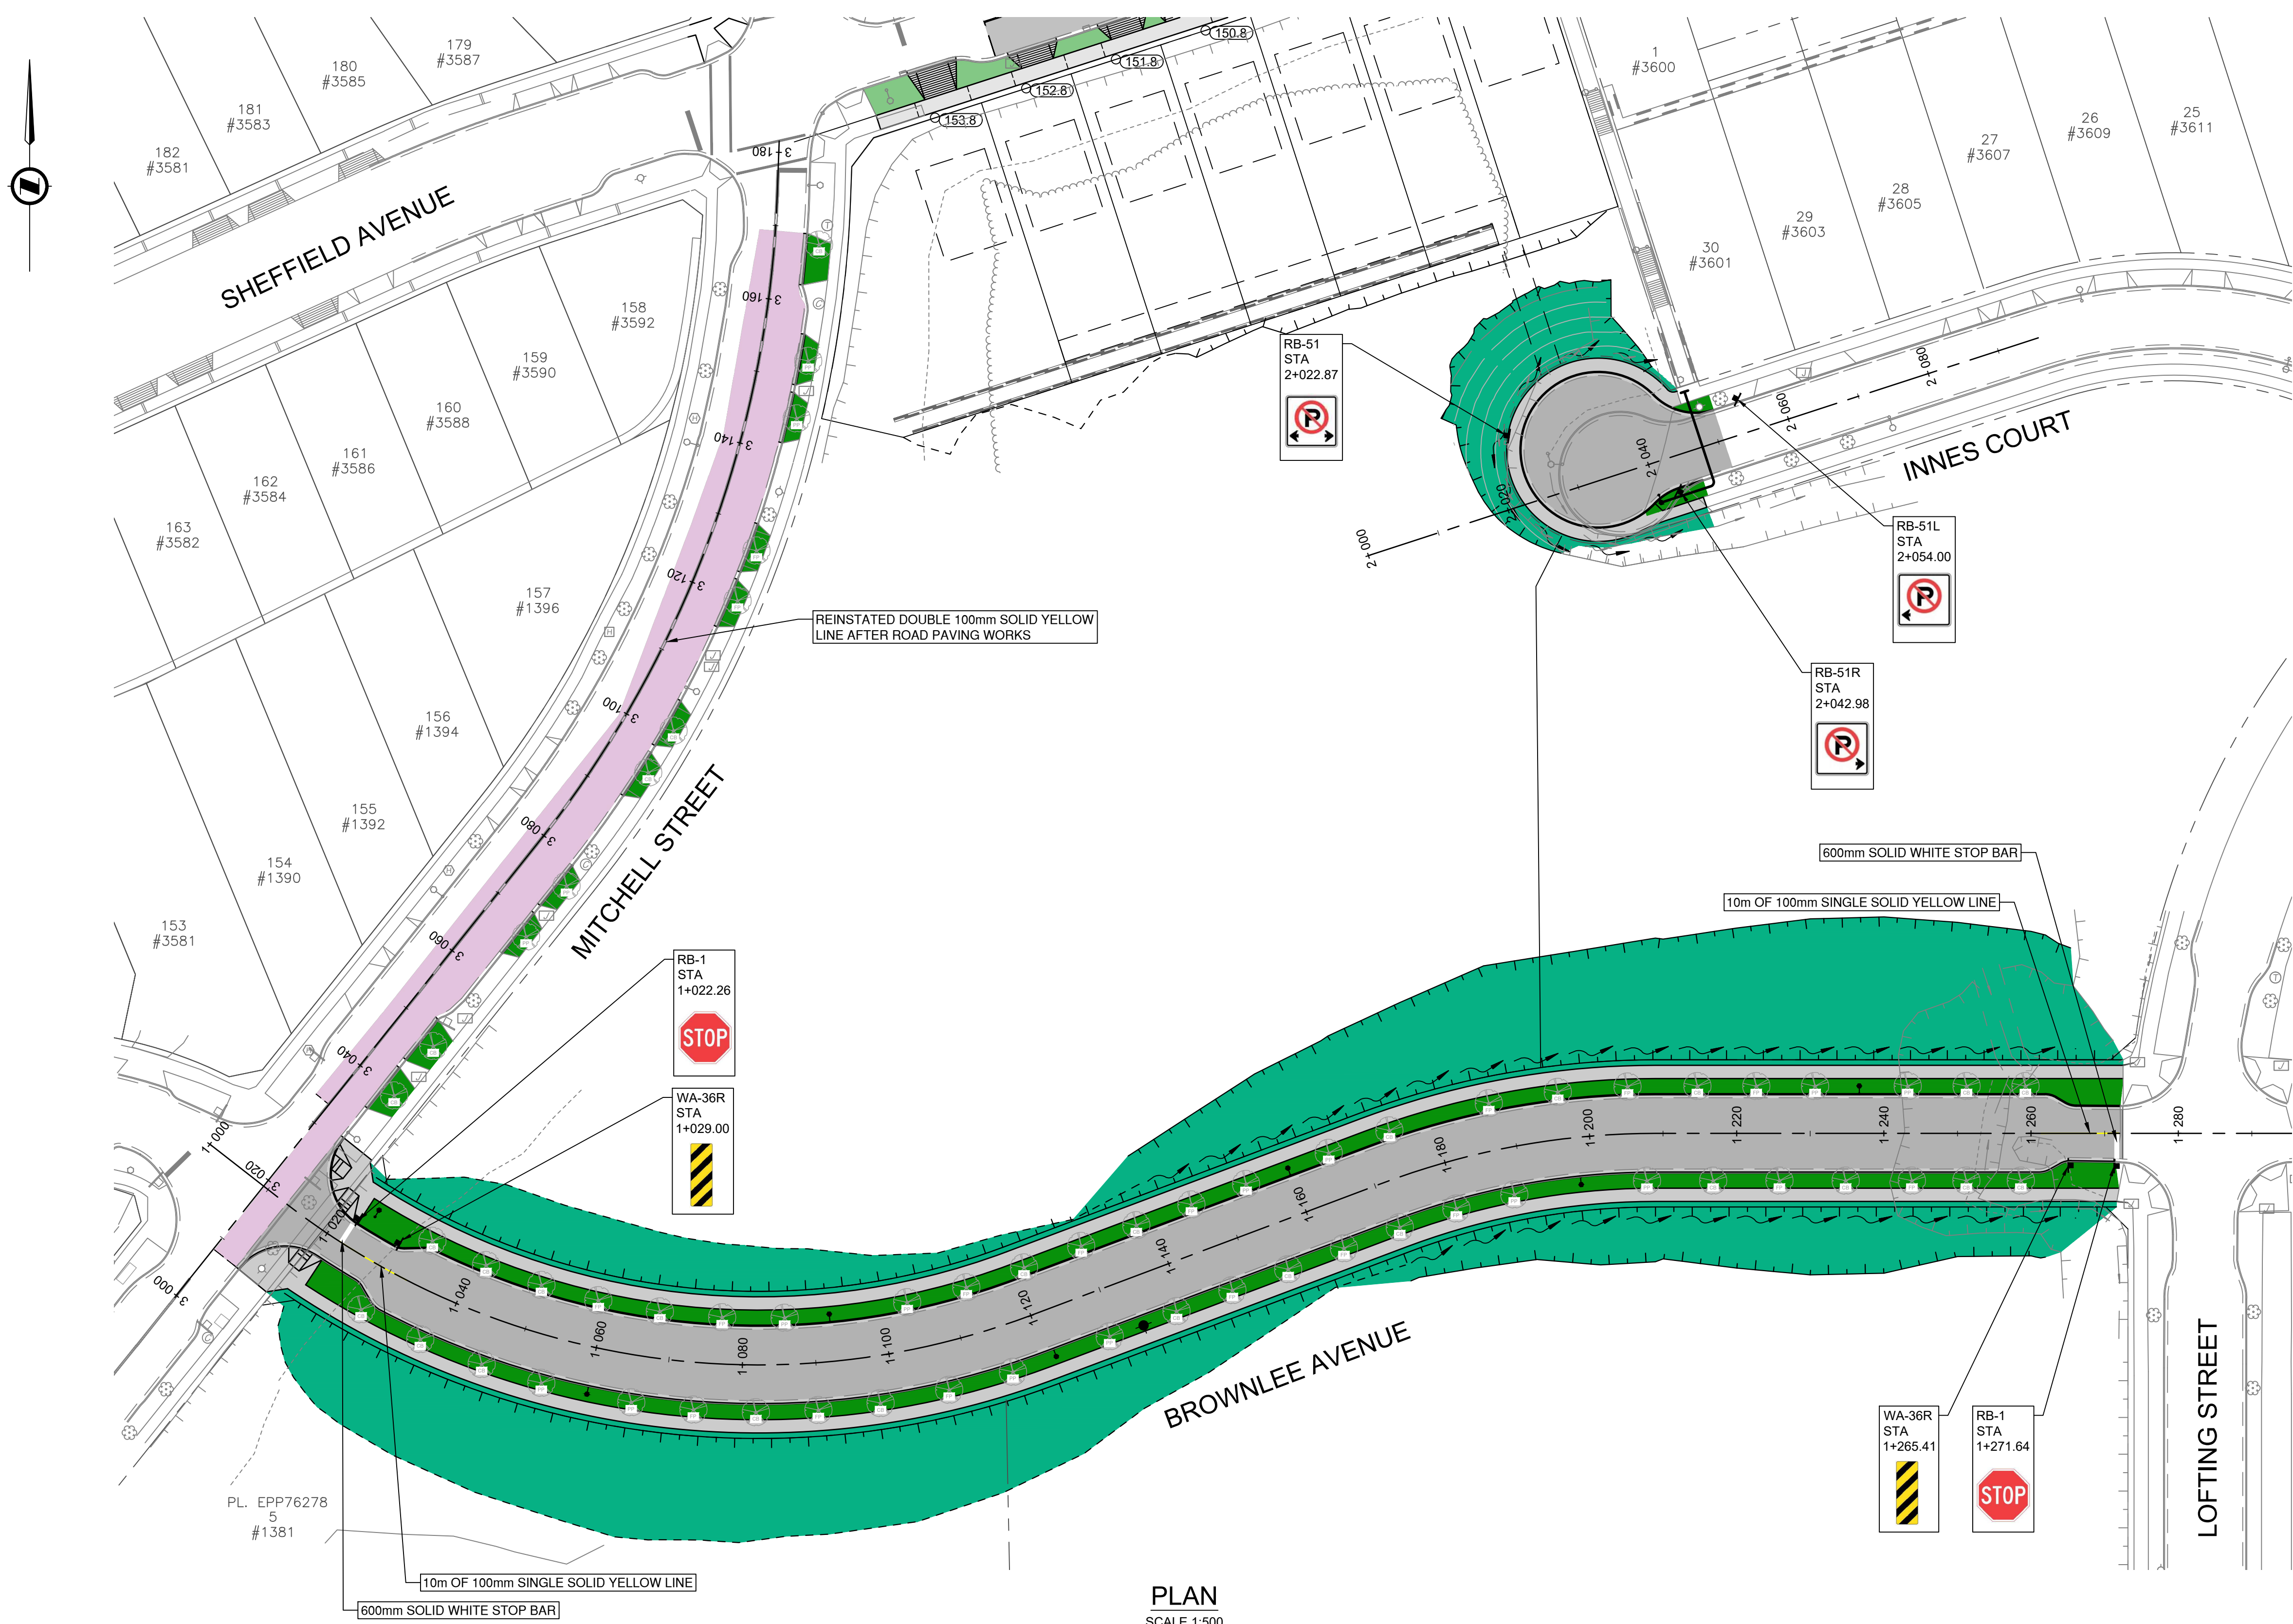 179
#3587
180
#3585
181
#3583
182
#3581
SHEFFIELD AVENUE
150.8
151.8
152.8
153.8
1
#3600
25
#3611
26
#3609
27
#3607
28
#3605
29
#3603
30
#3601
158
#3592
159
#3590
160
#3588
161
#3586
162
#3584
163
#3582
157
#1396
156
#1394
155
#1392
154
#1390
153
#3581
3+180
3+160
3+140
3+120
3+100
3+080
3+060
3+040
3+020
3+000
MITCHELL STREET
REINSTATED DOUBLE 100mm SOLID YELLOW
LINE AFTER ROAD PAVING WORKS
RB-51
STA
2+022.87
P
RB-51L
STA
2+054.00
P
RB-51R
STA
2+042.98
P
2+000
2+020
2+040
2+060
2+080
INNES COURT
600mm SOLID WHITE STOP BAR
10m OF 100mm SINGLE SOLID YELLOW LINE
RB-1
STA
1+022.26
STOP
WA-36R
STA
1+029.00
1+000
1+020
1+040
1+060
1+080
1+100
1+120
1+140
1+160
1+180
1+200
1+220
1+240
1+260
1+280
BROWNLEE AVENUE
WA-36R
STA
1+265.41
RB-1
STA
1+271.64
STOP
LOFTING STREET
PL. EPP76278
5
#1381
10m OF 100mm SINGLE SOLID YELLOW LINE
600mm SOLID WHITE STOP BAR
PLAN
SCALE 1:500